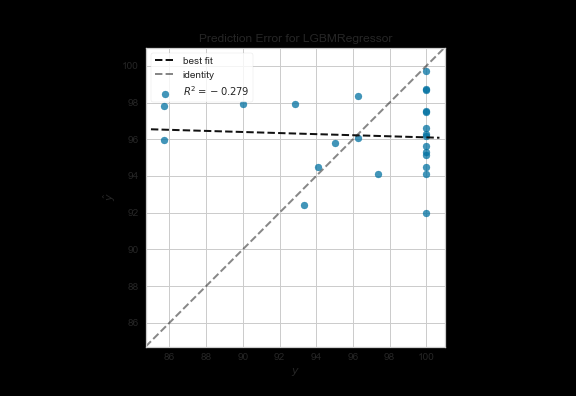 Prediction Error for LGBMRegressor
best fit
identity
R² = −0.279
100
98
96
94
92
90
88
86
ŷ
86
88
90
92
94
96
98
100
y